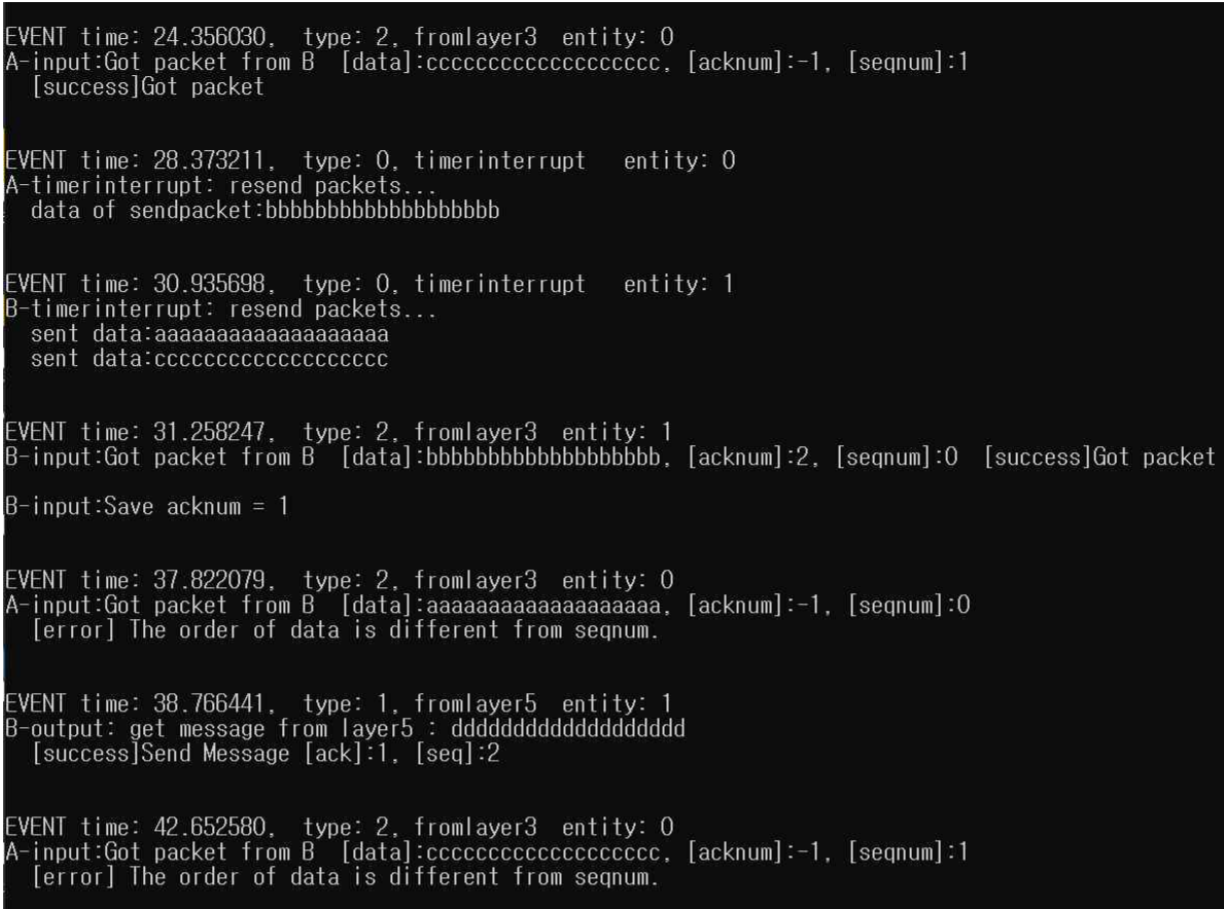 EVENT time: 24.356030,  type: 2, fromlayer3  entity: 0
A-input:Got packet from B  [data]:cccccccccccccccccccc, [acknum]:-1, [seqnum]:1
  [success]Got packet
EVENT time: 28.373211,  type: 0, timerinterrupt   entity: 0
A-timerinterrupt: resend packets...
  data of sendpacket:bbbbbbbbbbbbbbbbbbbb
EVENT time: 30.935698,  type: 0, timerinterrupt   entity: 1
B-timerinterrupt: resend packets...
  sent data:aaaaaaaaaaaaaaaaaaaa
  sent data:cccccccccccccccccccc
EVENT time: 31.258247,  type: 2, fromlayer3  entity: 1
B-input:Got packet from B  [data]:bbbbbbbbbbbbbbbbbbbb, [acknum]:2, [seqnum]:0  [success]Got packet
B-input:Save acknum = 1
EVENT time: 37.822079,  type: 2, fromlayer3  entity: 0
A-input:Got packet from B  [data]:aaaaaaaaaaaaaaaaaaaa, [acknum]:-1, [seqnum]:0
  [error] The order of data is different from seqnum.
EVENT time: 38.766441,  type: 1, fromlayer5  entity: 1
B-output: get message from layer5 : dddddddddddddddddddd
  [success]Send Message [ack]:1, [seq]:2
EVENT time: 42.652580,  type: 2, fromlayer3  entity: 0
A-input:Got packet from B  [data]:cccccccccccccccccccc, [acknum]:-1, [seqnum]:1
  [error] The order of data is different from seqnum.